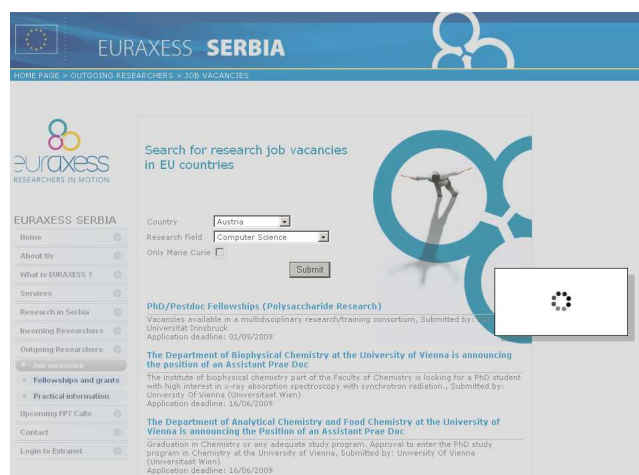 EURAXESS SERBIA
HOME PAGE > OUTGOING RESEARCHERS > JOB VACANCIES
euraxess
RESEARCHERS IN MOTION
EURAXESS SERBIA
Home
About Us
What is EURAXESS ?
Services
Research in Serbia
Incoming Researchers
Outgoing Researchers
Job vacancies
Fellowships and grants
Practical information
Upcoming FP7 Calls
Contact
Login to Extranet
Search for research job vacancies
in EU countries
Country Austria
Research Field Computer Science
Only Marie Curie
Submit
PhD/Postdoc Fellowships (Polysaccharide Research)
Vacancies available in a multidisciplinary research/training consortium, Submitted by:
Universität Innsbruck
Application deadline: 01/09/2009
The Department of Biophysical Chemistry at the University of Vienna is announcing
the position of an Assistant Prae Doc
The institute of biophysical chemistry part of the Faculty of Chemistry is looking for a PhD student
with high interest in x-ray absorption spectroscopy with synchrotron radiation., Submitted by:
University Of Vienna (Universitaet Wien)
Application deadline: 16/06/2009
The Department of Analytical Chemistry and Food Chemistry at the University of
Vienna is announcing the Position of an Assistant Prae Doc
Graduation in Chemistry or any adequate study program. Approval to enter the PhD study
program in Chemistry at the University of Vienna, Submitted by: University Of Vienna
(Universitaet Wien)
Application deadline: 16/06/2009